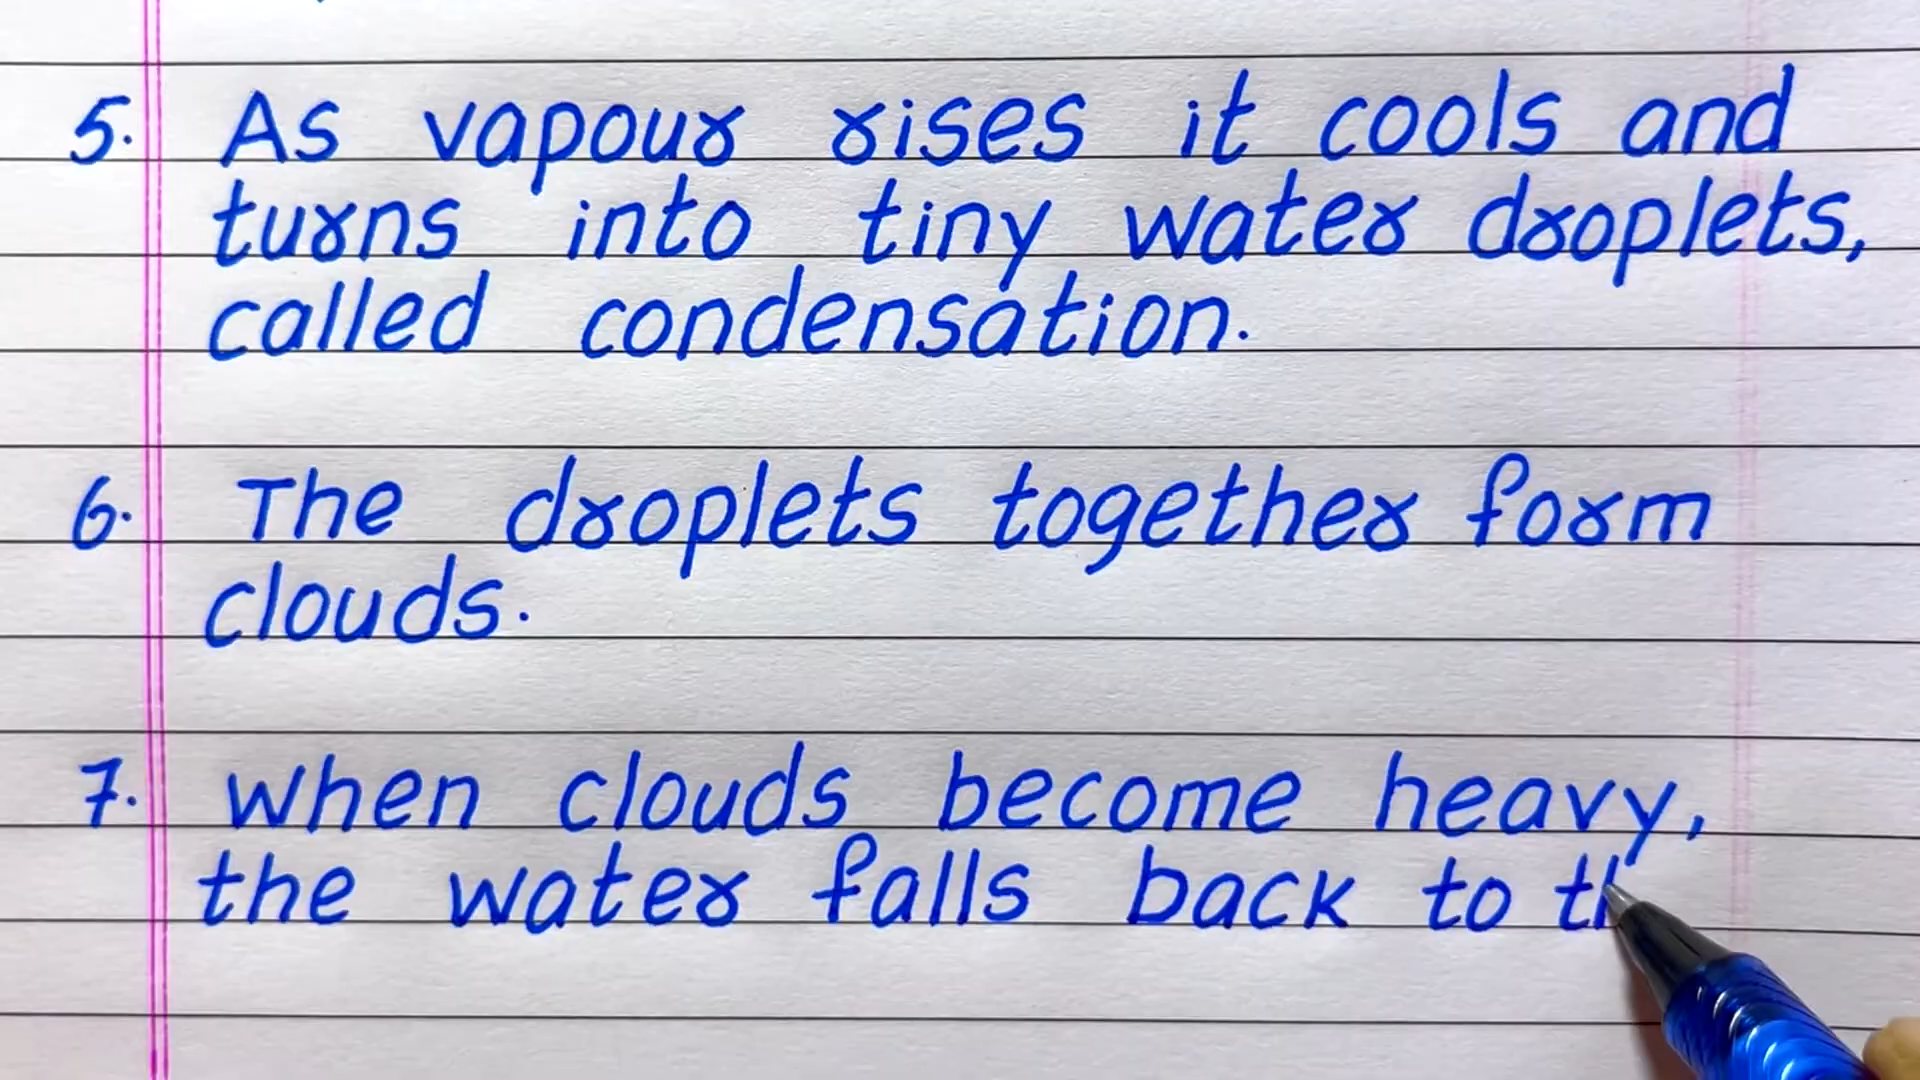 5. As vapour rises it cools and
turns into tiny water droplets,
called condensation.
6. The droplets together form
clouds.
7. When clouds become heavy,
the water falls back to th